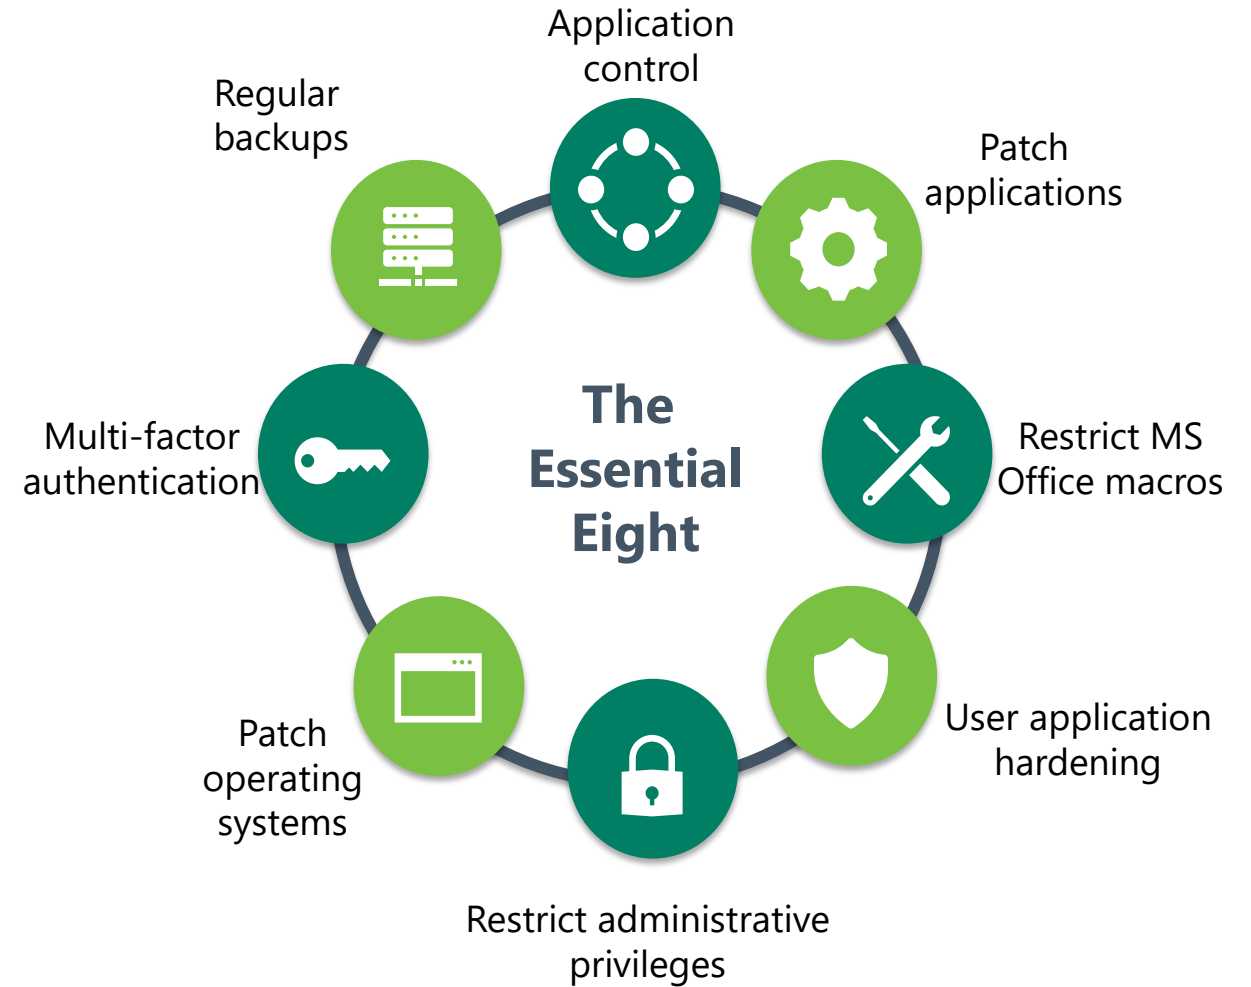 Application
control
Patch
applications
Restrict MS
Office macros
User application
hardening
Restrict administrative
privileges
Patch
operating
systems
Multi-factor
authentication
Regular
backups
The
Essential
Eight